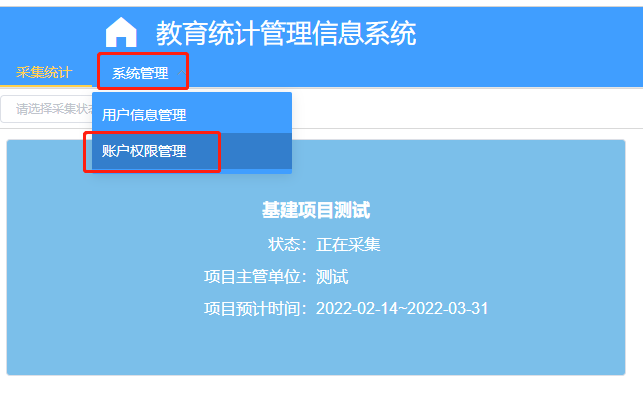 教育统计管理信息系统
采集统计 系统管理
请选择采集状态
用户信息管理
账户权限管理
基建项目测试
状态：正在采集
项目主管单位：测试
项目预计时间：2022-02-14~2022-03-31